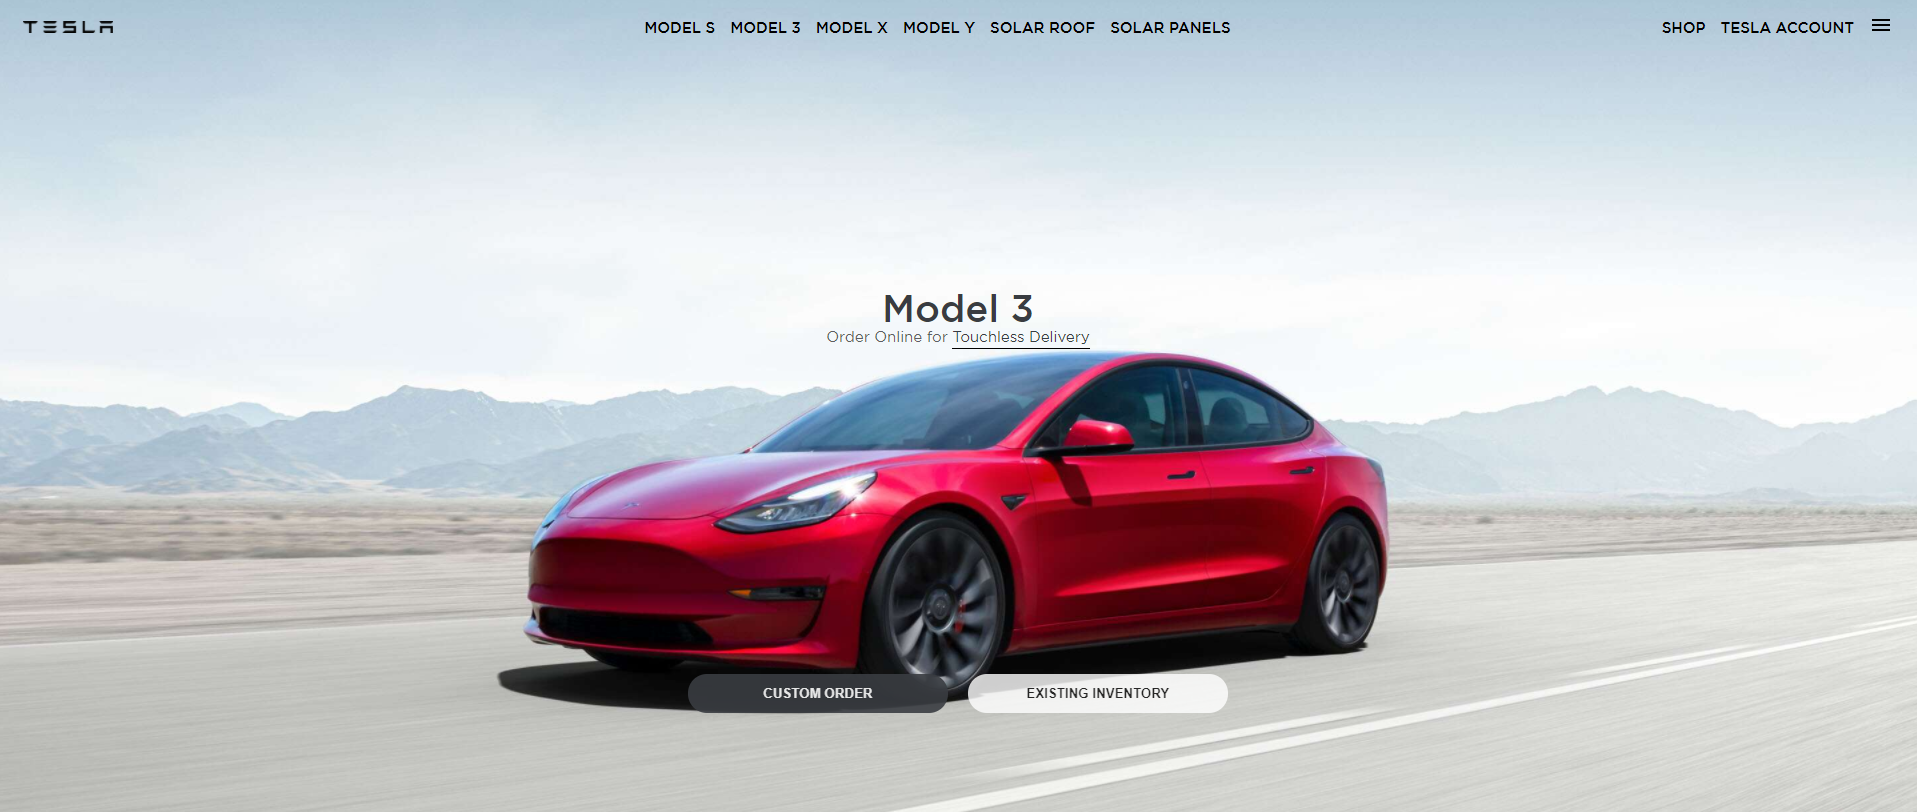 TESLA
MODEL S MODEL 3 MODEL X MODEL Y SOLAR ROOF SOLAR PANELS
SHOP TESLA ACCOUNT
Model 3
Order Online for Touchless Delivery
CUSTOM ORDER
EXISTING INVENTORY